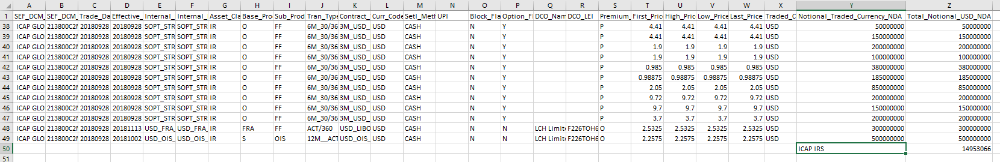 A B C D E F G H I J K L M N O P Q R S T U V W X Y Z
1 SEF_DCM_ SEF_DCM_ Trade_Da Effective_ Internal_ Internal_ Asset_Cla Base_Pro Sub_Prod Tran_Type Contract_ Curr_Code Setl_Meth UPI Block_Fla Option_Fl DCO_Nam DCO_LEI Premium_ First_Price High_Pric Low_Price Last_Price Traded_C Notional_Traded_Currency_NDA Total_Notional_USD_NDA
38 ICAP GLO 213800C2N 20180928 20180928 SOPT_STR SOPT_STR IR O FF 6M_30/36 3M_USD_ USD CASH N Y P 4.41 4.41 4.41 4.41 USD 50000000 50000000
39 ICAP GLO 213800C2N 20180928 20180928 SOPT_STR SOPT_STR IR O FF 6M_30/36 3M_USD_ USD CASH N Y P 4.41 4.41 4.41 4.41 USD 150000000 150000000
40 ICAP GLO 213800C2N 20180928 20180928 SOPT_STR SOPT_STR IR O FF 6M_30/36 3M_USD_ USD CASH N Y P 1.9 1.9 1.9 1.9 USD 200000000 200000000
41 ICAP GLO 213800C2N 20180928 20180928 SOPT_STR SOPT_STR IR O FF 6M_30/36 3M_USD_ USD CASH N Y P 1.9 1.9 1.9 1.9 USD 100000000 100000000
42 ICAP GLO 213800C2N 20180928 20180928 SOPT_STR SOPT_STR IR O FF 6M_30/36 3M_USD_ USD CASH N Y P 0.985 0.985 0.985 0.985 USD 380000000 380000000
43 ICAP GLO 213800C2N 20180928 20180928 SOPT_STR SOPT_STR IR O FF 6M_30/36 3M_USD_ USD CASH N Y P 0.98875 0.98875 0.98875 0.98875 USD 185000000 185000000
44 ICAP GLO 213800C2N 20180928 20180928 SOPT_STR SOPT_STR IR O FF 6M_30/36 3M_USD_ USD CASH N Y P 2.05 2.05 2.05 2.05 USD 850000000 850000000
45 ICAP GLO 213800C2N 20180928 20180928 SOPT_STR SOPT_STR IR O FF 6M_30/36 3M_USD_ USD CASH N Y P 9.72 9.72 9.72 9.72 USD 200000000 200000000
46 ICAP GLO 213800C2N 20180928 20180928 SOPT_STR SOPT_STR IR O FF 6M_30/36 3M_USD_ USD CASH N Y P 9.7 9.7 9.7 9.7 USD 150000000 150000000
47 ICAP GLO 213800C2N 20180928 20180928 SOPT_STR SOPT_STR IR O FF 6M_30/36 3M_USD_ USD CASH N Y P 3.7 3.7 3.7 3.7 USD 200000000 200000000
48 ICAP GLO 213800C2N 20180928 20181113 USD_FRA_ USD_FRA_ IR FRA FF ACT/360 USD_LIBO USD CASH N N LCH Limit F226TOH6 O 2.5325 2.5325 2.5325 2.5325 USD 300000000 300000000
49 ICAP GLO 213800C2N 20180928 20181002 USD_OIS_ USD_OIS_ IR S OIS 12M__ACT USD_OIS_ USD CASH N N LCH Limit F226TOH6 O 2.2575 2.2575 2.2575 2.2575 USD 500000000 500000000
50 ICAP IRS 14953066
51